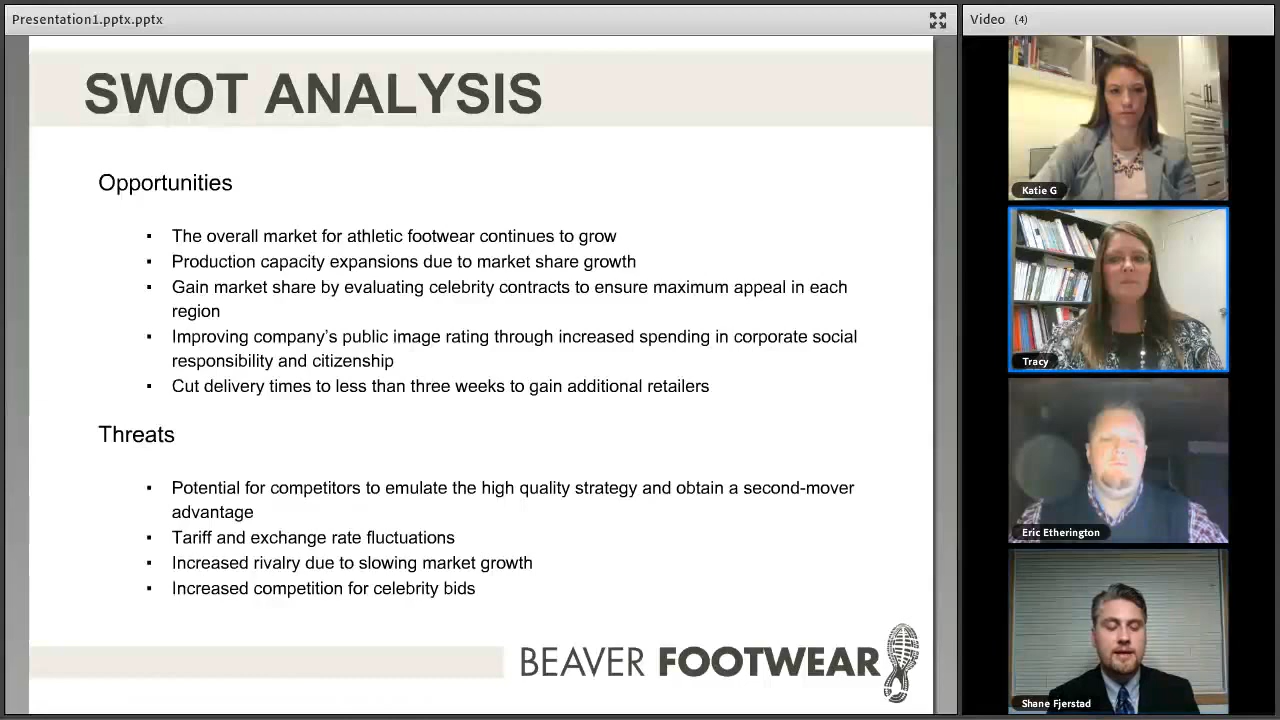 Presentation1.pptx.pptx
Video (4)
SWOT ANALYSIS
Opportunities
▪ The overall market for athletic footwear continues to grow
▪ Production capacity expansions due to market share growth
▪ Gain market share by evaluating celebrity contracts to ensure maximum appeal in each
region
▪ Improving company's public image rating through increased spending in corporate social
responsibility and citizenship
▪ Cut delivery times to less than three weeks to gain additional retailers
Threats
▪ Potential for competitors to emulate the high quality strategy and obtain a second-mover
advantage
▪ Tariff and exchange rate fluctuations
▪ Increased rivalry due to slowing market growth
▪ Increased competition for celebrity bids
BEAVER FOOTWEAR
Katie G
Tracy
Eric Etherington
Shane Fjerstad